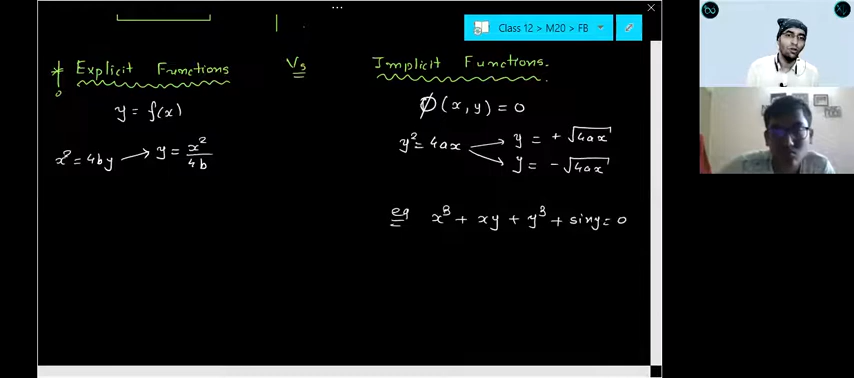 Class 12 > M20 > FB
* Explicit Functions Vs Implicit Functions.
y = f(x)
x² = 4by → y = x²/4b
∅(x, y) = 0
y² = 4ax → y = + √4ax
→ y = - √4ax
eg x³ + xy + y³ + siny = 0